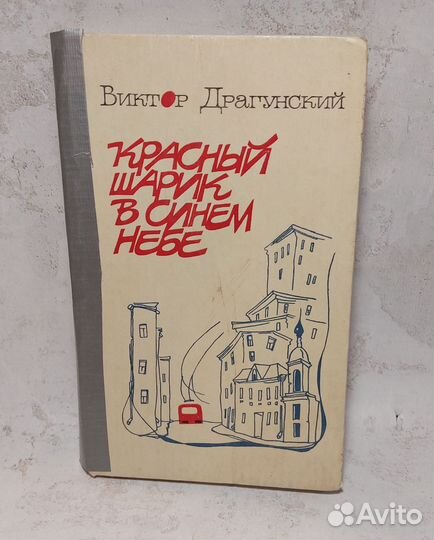 Виктор Драгунский
КРАСНЫЙ
ШАРИК
В СИНЕМ
НЕБЕ
Avito